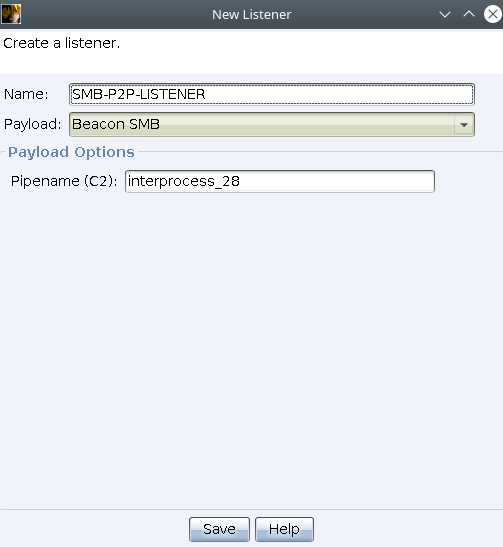 New Listener
Create a listener.
Name: SMB-P2P-LISTENER
Payload: Beacon SMB
Payload Options
Pipename (C2): interprocess_28
Save Help